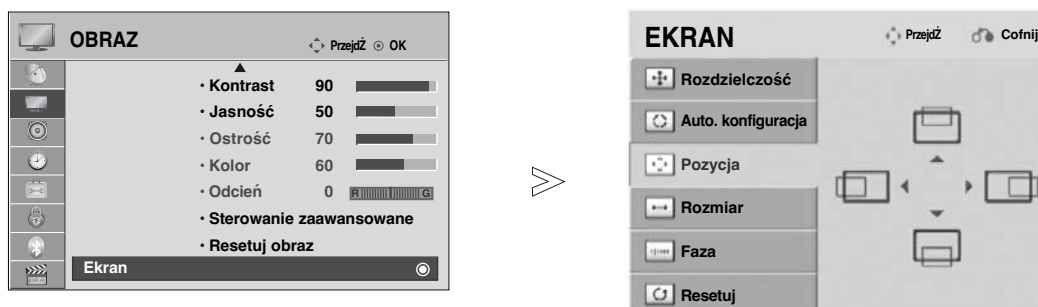 OBRAZ
PrzejdŹ OK
Kontrast 90
Jasność 50
Ostrość 70
Kolor 60
Odcień 0 R G
Sterowanie zaawansowane
Resetuj obraz
Ekran
EKRAN
PrzejdŹ Cofnij
Rozdzielczość
Auto. konfiguracja
Pozycja
Rozmiar
Faza
Resetuj